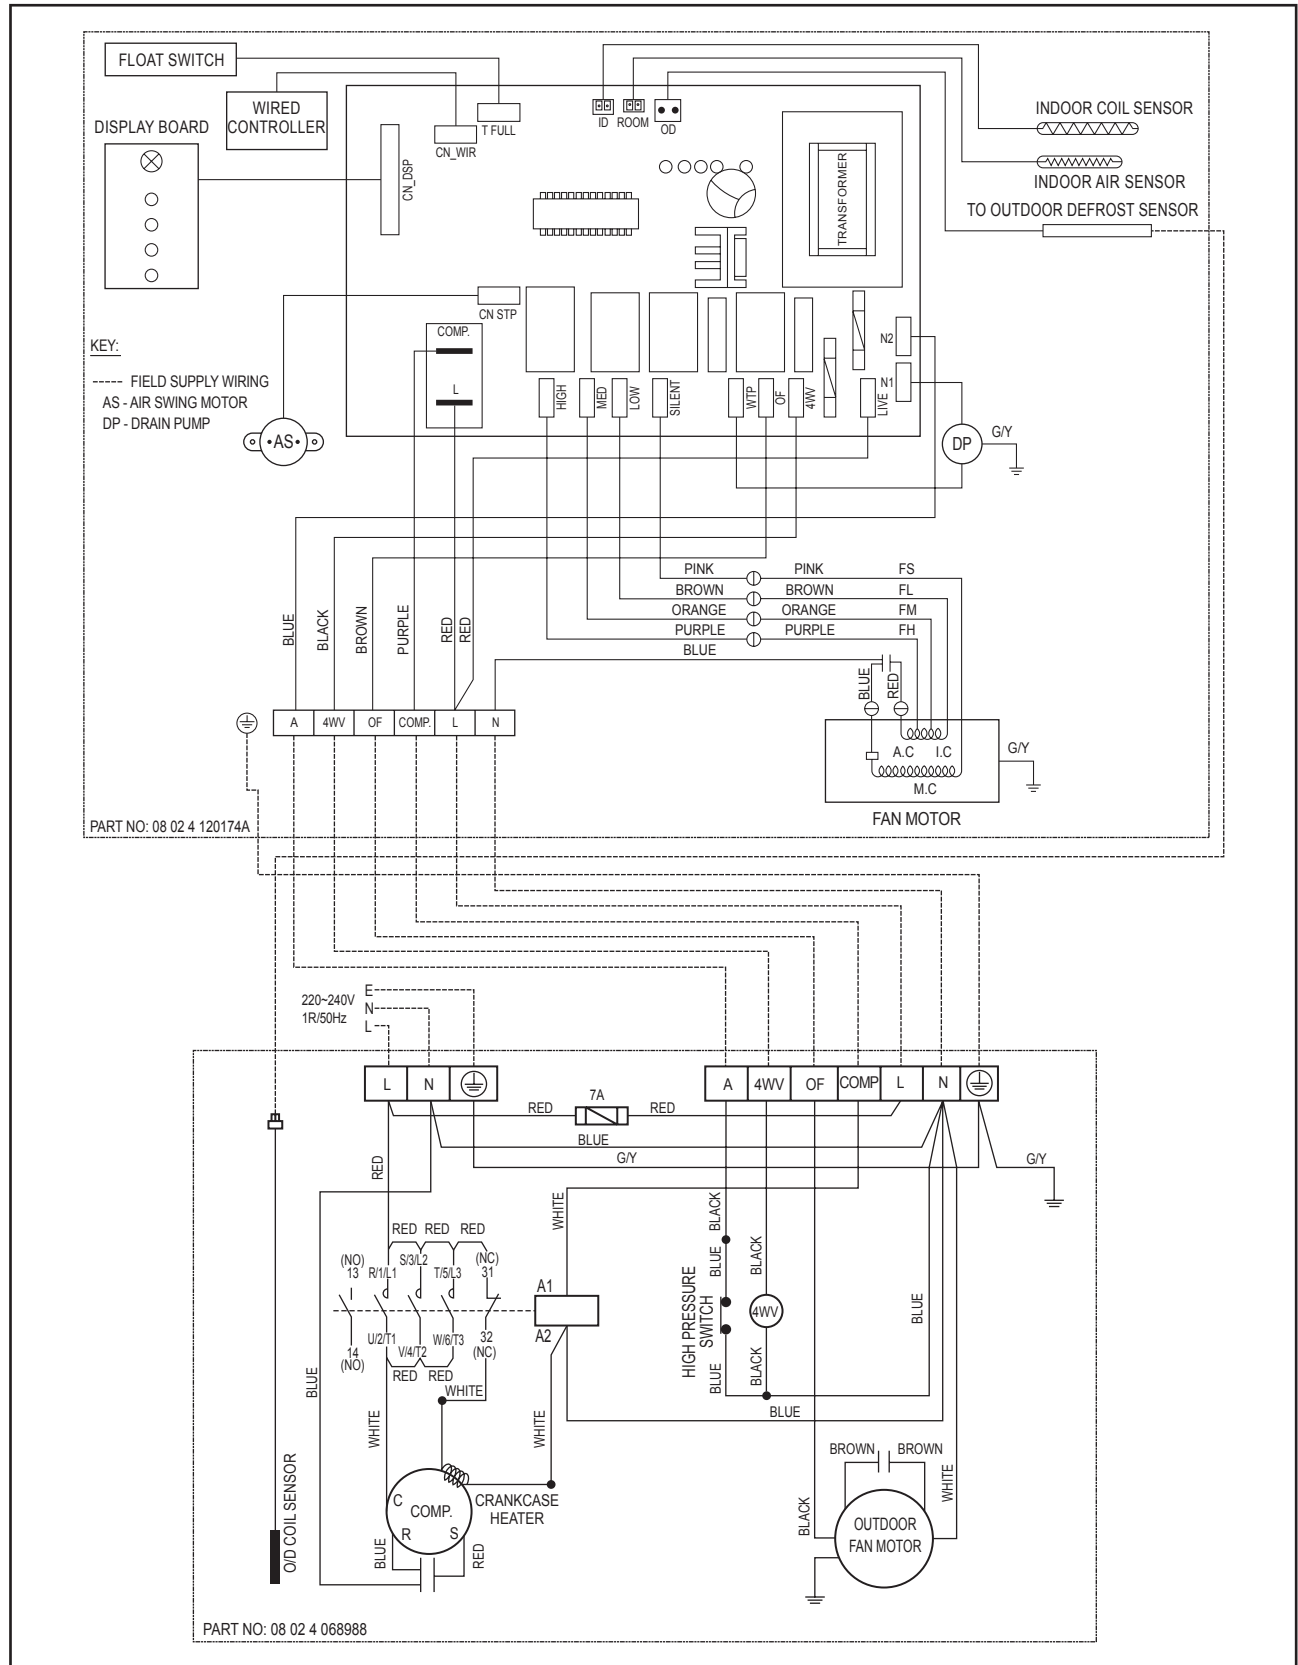 FLOAT SWITCH
WIRED
CONTROLLER
DISPLAY BOARD
T FULL
CN_WIR
CN_DSP
ID
ROOM
OD
INDOOR COIL SENSOR
INDOOR AIR SENSOR
TO OUTDOOR DEFROST SENSOR
TRANSFORMER
CN STP
COMP.
L
KEY:
----- FIELD SUPPLY WIRING
AS - AIR SWING MOTOR
DP - DRAIN PUMP
AS
HIGH
MED
LOW
SILENT
WTP
OF
4WV
LIVE
N2
N1
DP
G/Y
PINK
PINK
FS
BROWN
BROWN
FL
ORANGE
ORANGE
FM
PURPLE
PURPLE
FH
BLUE
BLUE
BLACK
BROWN
PURPLE
RED
RED
BLUE
RED
A
4WV
OF
COMP.
L
N
A.C
I.C
M.C
G/Y
FAN MOTOR
PART NO: 08 02 4 120174A
220~240V
1R/50Hz
E
N
L
L
N
A
4WV
OF
COMP
L
N
7A
RED
RED
BLUE
G/Y
G/Y
RED
WHITE
BLACK
BLUE
BLACK
RED
RED
RED
(NO)
13
R/1/L1
S/3/L2
T/5/L3
(NC)
31
A1
A2
U/2/T1
V/4/T2
W/6/T3
32
(NC)
14
(NO)
RED
RED
WHITE
HIGH PRESSURE
SWITCH
4WV
BLUE
BLUE
BLACK
BLUE
BLUE
WHITE
WHITE
C
COMP.
R
S
CRANKCASE
HEATER
BLUE
RED
O/D COIL SENSOR
BROWN
BROWN
WHITE
BLACK
OUTDOOR
FAN MOTOR
PART NO: 08 02 4 068988